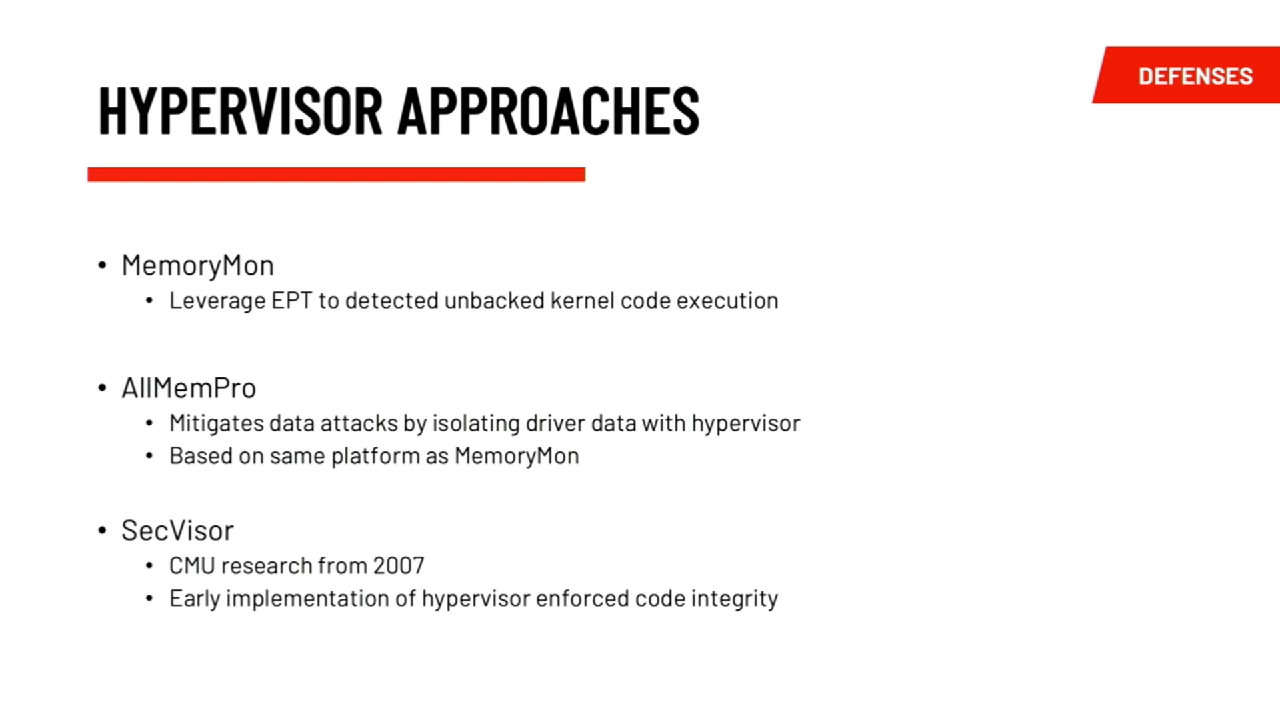 DEFENSES
HYPERVISOR APPROACHES
• MemoryMon
• Leverage EPT to detected unbacked kernel code execution
• AllMemPro
• Mitigates data attacks by isolating driver data with hypervisor
• Based on same platform as MemoryMon
• SecVisor
• CMU research from 2007
• Early implementation of hypervisor enforced code integrity